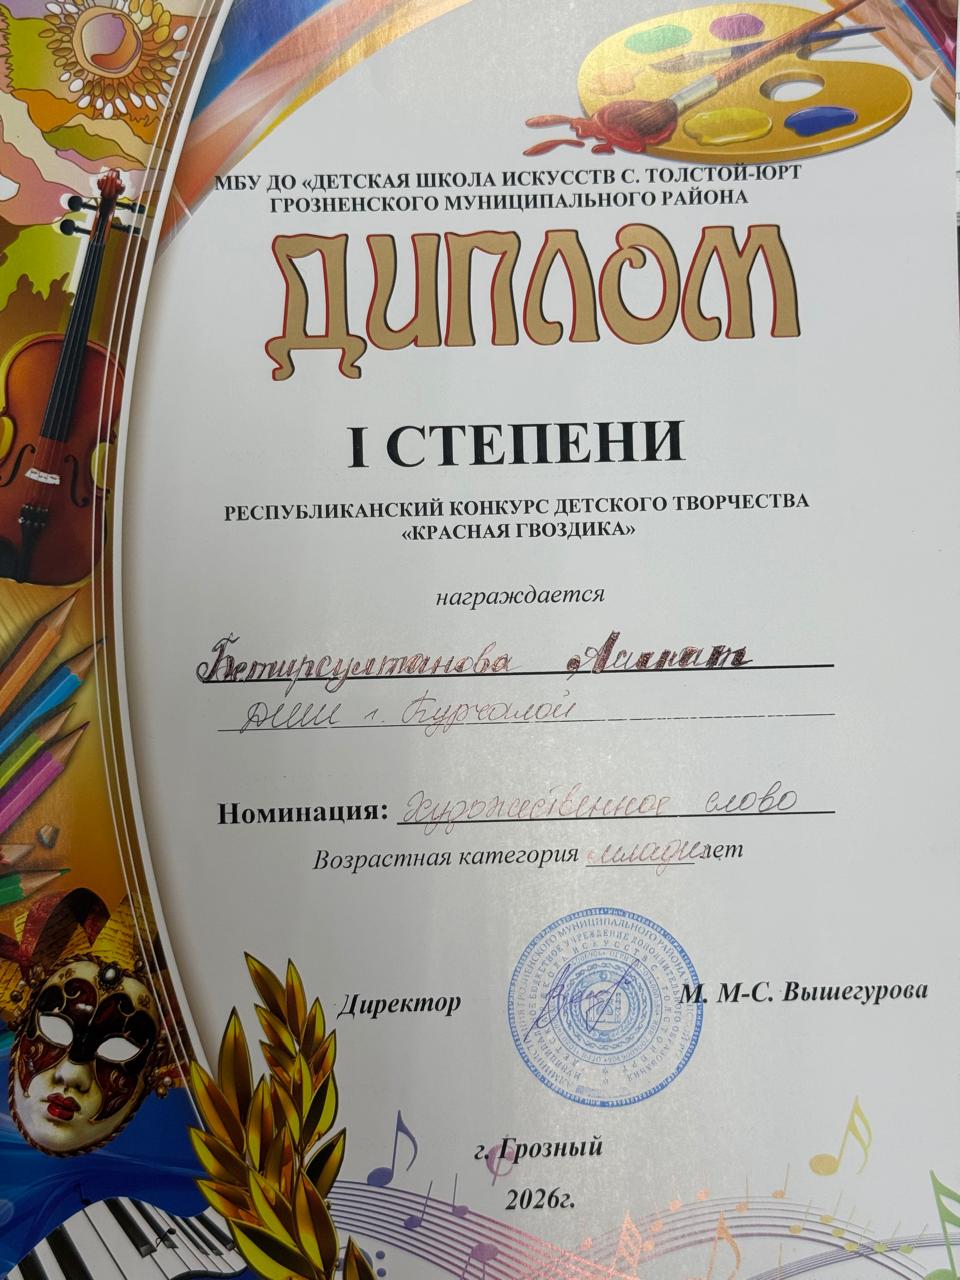 МБУ ДО «ДЕТСКАЯ ШКОЛА ИСКУССТВ С. ТОЛСТОЙ-ЮРТ
ГРОЗНЕНСКОГО МУНИЦИПАЛЬНОГО РАЙОНА
ДИПЛОМ
I СТЕПЕНИ
РЕСПУБЛИКАНСКИЙ КОНКУРС ДЕТСКОГО ТВОРЧЕСТВА
«КРАСНАЯ ГВОЗДИКА»
награждается
Бетирсултанова
ДШИ г. Курчалой
Номинация: Художественное слово
Возрастная категория младш лет
Директор М. М-С. Вышегурова
г. Грозный
2026г.